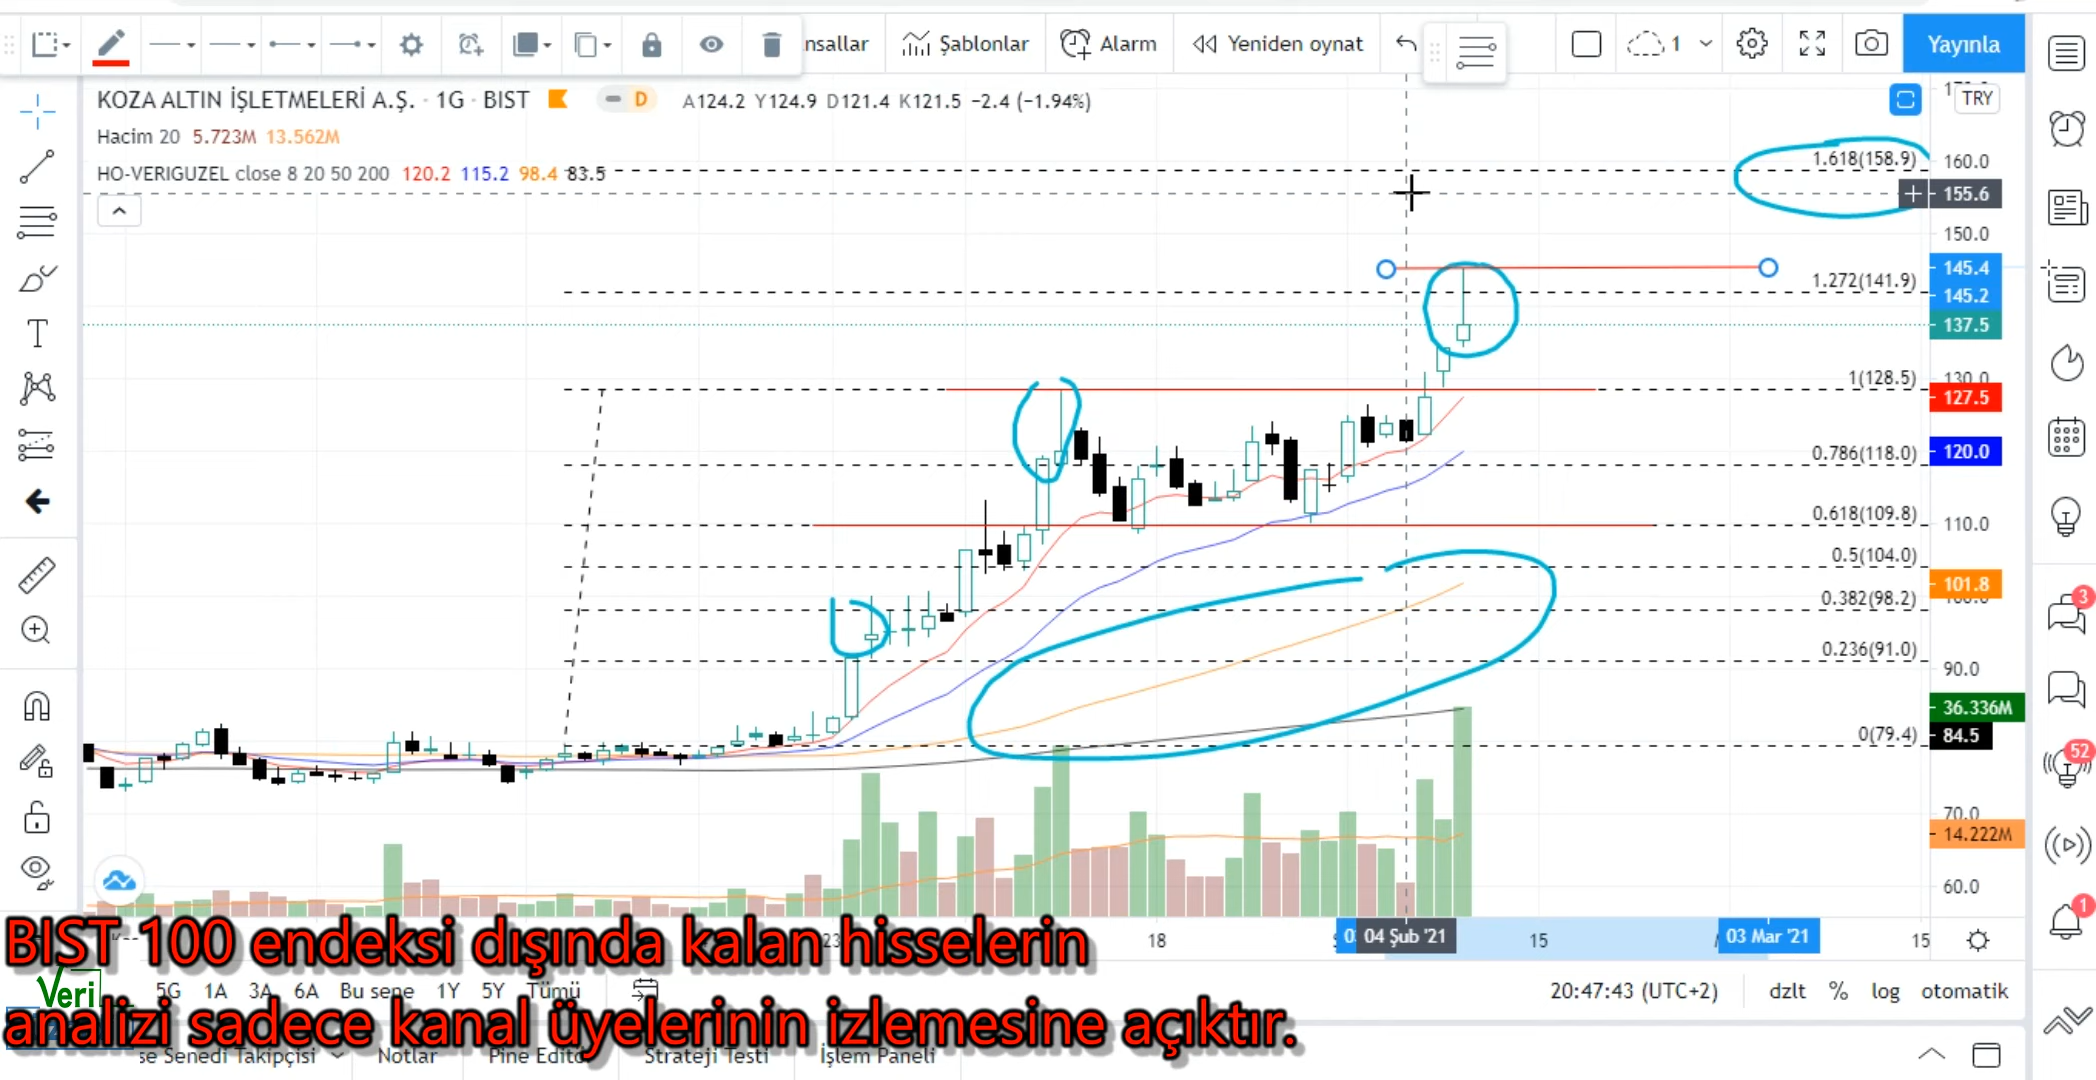 nsallar Şablonlar Alarm Yeniden oynat 1 Yayınla
KOZA ALTIN İŞLETMELERİ A.Ş. · 1G · BIST D A124.2 Y124.9 D121.4 K121.5 −2.4 (−1.94%) TRY
Hacim 20 5.723M 13.562M
HO-VERIGUZEL close 8 20 50 200 120.2 115.2 98.4 83.5
1.618(158.9) 160.0
155.6
150.0
145.4
1.272(141.9) 145.2
137.5
1(128.5) 130.0
127.5
0.786(118.0) 120.0
0.618(109.8) 110.0
0.5(104.0)
101.8
0.382(98.2)
3
0.236(91.0) 90.0
36.336M
0(79.4) 84.5
52
70.0
14.222M
60.0
1
18 04 Şub '21 15 03 Mar '21 15
BIST 100 endeksi dışında kalan hisselerin
Veri 5G 1A 3A 6A Bu sene 1Y 5Y Tümü 20:47:43 (UTC+2) dzlt % log otomatik
analizi sadece kanal üyelerinin izlemesine açıktır.
se Senedi Takipçisi Notlar Pine Editö Strateji Testi İşlem Paneli